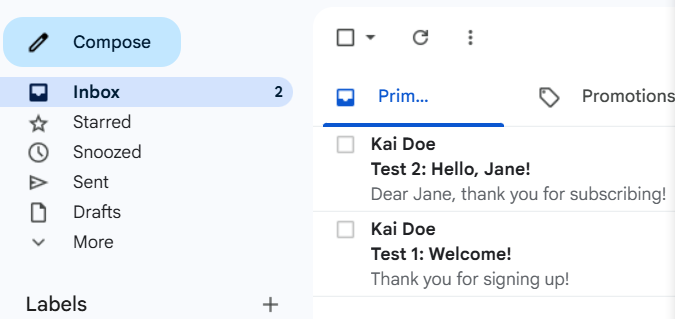 Compose
Inbox 2
Starred
Snoozed
Sent
Drafts
More
Labels
Prim...
Promotions
Kai Doe
Test 2: Hello, Jane!
Dear Jane, thank you for subscribing!
Kai Doe
Test 1: Welcome!
Thank you for signing up!